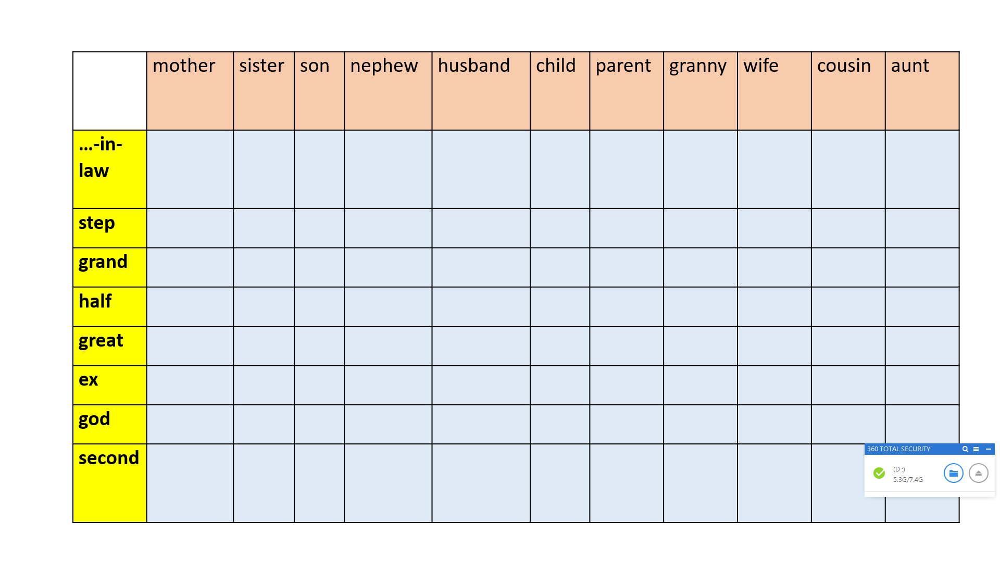 mother sister son nephew husband child parent granny wife cousin aunt
...-in-
law
step
grand
half
great
ex
god
second
360 TOTAL SECURITY
(D :)
5.3G/7.4G